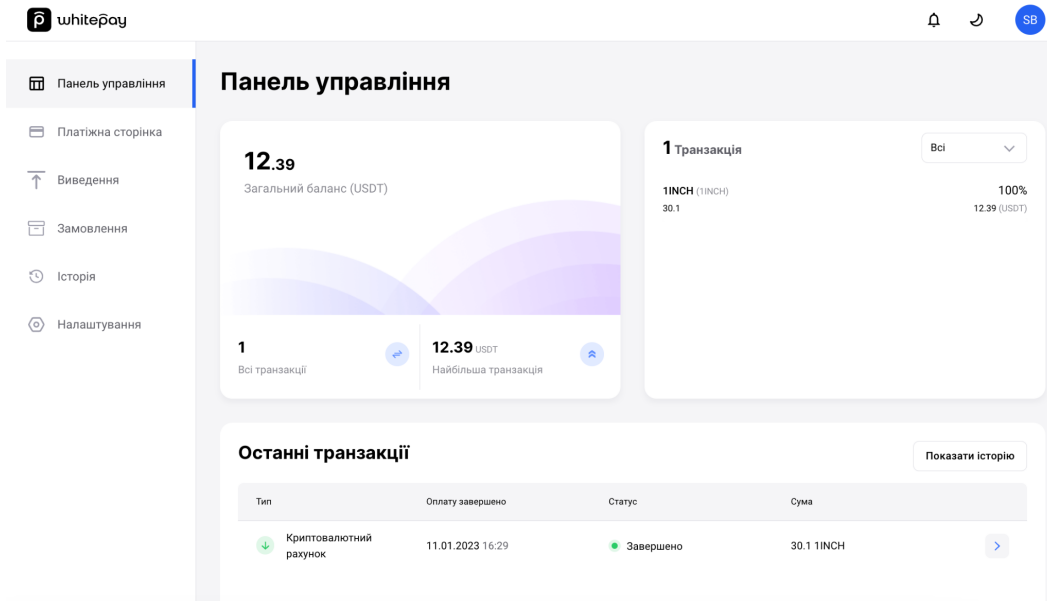 whitepay
SB
Панель управління
Платіжна сторінка
Виведення
Замовлення
Історія
Налаштування
Панель управління
12.39
Загальний баланс (USDT)
1
Всі транзакції
12.39 USDT
Найбільша транзакція
1 Транзакція
Всі
1INCH (1INCH) 100%
30.1 12.39 (USDT)
Останні транзакції
Показати історію
Тип Оплату завершено Статус Сума
Криптовалютний
рахунок
11.01.2023 16:29 Завершено 30.1 1INCH